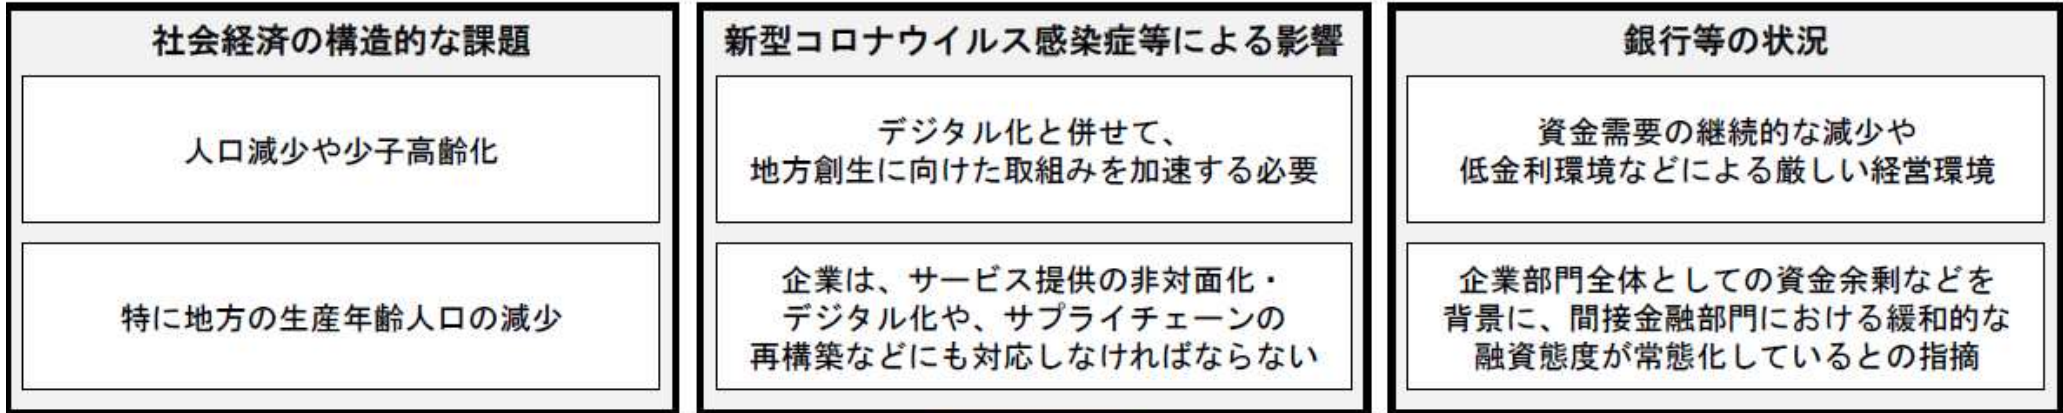 社会経済の構造的な課題
人口減少や少子高齢化
特に地方の生産年齢人口の減少
新型コロナウイルス感染症等による影響
デジタル化と併せて、
地方創生に向けた取組みを加速する必要
企業は、サービス提供の非対面化・
デジタル化や、サプライチェーンの
再構築などにも対応しなければならない
銀行等の状況
資金需要の継続的な減少や
低金利環境などによる厳しい経営環境
企業部門全体としての資金余剰などを
背景に、間接金融部門における緩和的な
融資態度が常態化しているとの指摘